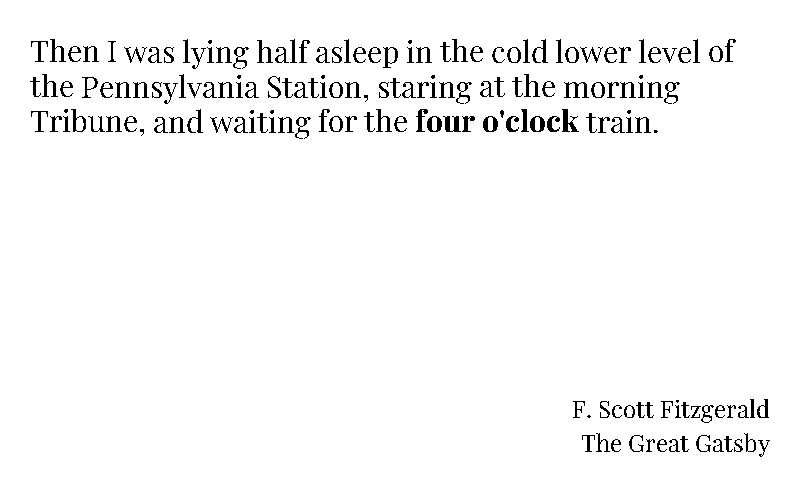 Then I was lying half asleep in the cold lower level of
the Pennsylvania Station, staring at the morning
Tribune, and waiting for the four o'clock train.
F. Scott Fitzgerald
The Great Gatsby